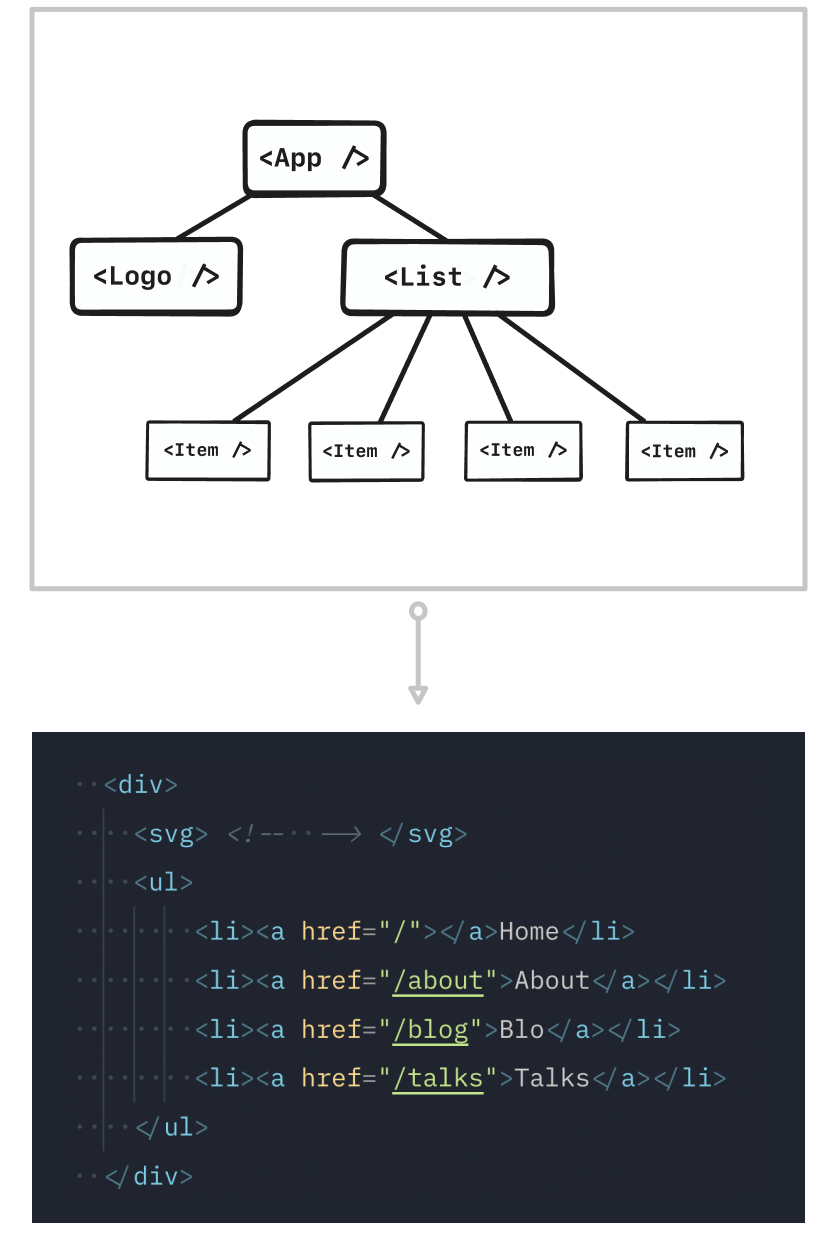 <App />
<Logo /> <List />
<Item /> <Item /> <Item /> <Item />
<div>
<svg> <!-- --> </svg>
<ul>
<li><a href="/"></a>Home</li>
<li><a href="/about">About</a></li>
<li><a href="/blog">Blo</a></li>
<li><a href="/talks">Talks</a></li>
</ul>
</div>